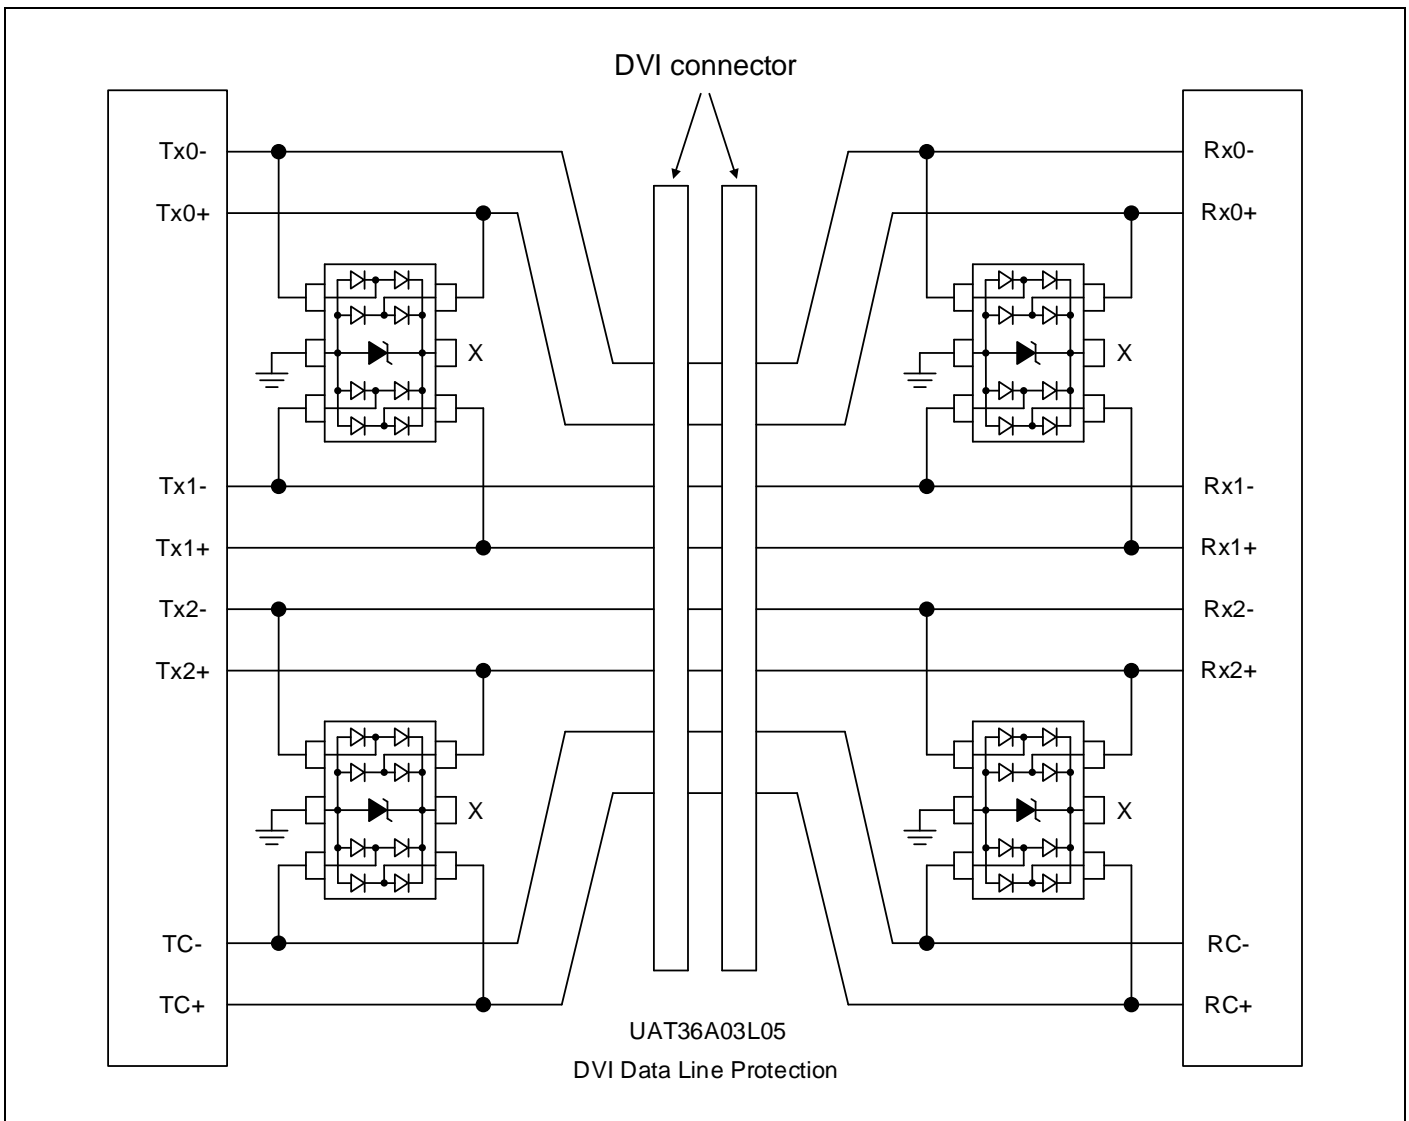 DVI connector
Tx0-
Rx0-
Tx0+
Rx0+
X
X
Tx1-
Rx1-
Tx1+
Rx1+
Tx2-
Rx2-
Tx2+
Rx2+
X
X
TC-
RC-
TC+
RC+
UAT36A03L05
DVI Data Line Protection